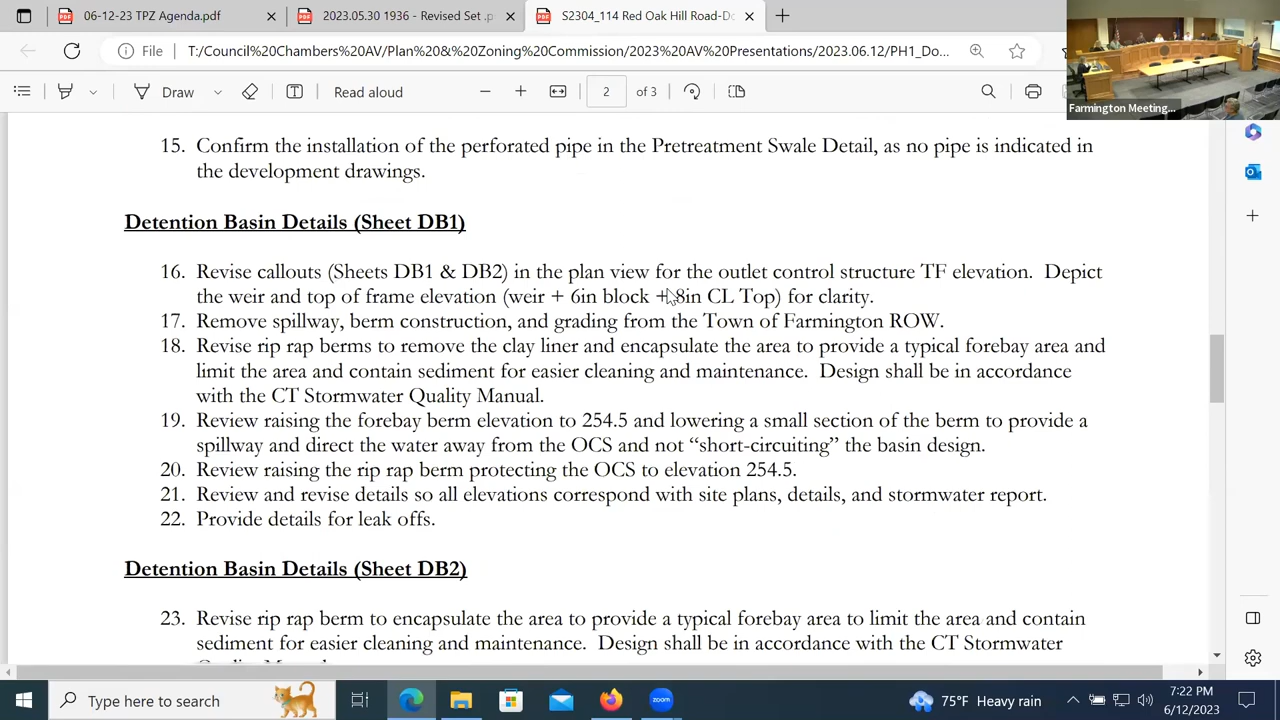 06-12-23 TPZ Agenda.pdf
2023.05.30 1936 - Revised Set .p
S2304_114 Red Oak Hill Road-Do
File
T:/Council%20Chambers%20AV/Plan%20&%20Zoning%20Commission/2023%20AV%20Presentations/2023.06.12/PH1_Do...
Farmington Meeting...
Draw
Read aloud
2
of 3
15. Confirm the installation of the perforated pipe in the Pretreatment Swale Detail, as no pipe is indicated in
the development drawings.
Detention Basin Details (Sheet DB1)
16. Revise callouts (Sheets DB1 & DB2) in the plan view for the outlet control structure TF elevation. Depict
the weir and top of frame elevation (weir + 6in block + 8in CL Top) for clarity.
17. Remove spillway, berm construction, and grading from the Town of Farmington ROW.
18. Revise rip rap berms to remove the clay liner and encapsulate the area to provide a typical forebay area and
limit the area and contain sediment for easier cleaning and maintenance. Design shall be in accordance
with the CT Stormwater Quality Manual.
19. Review raising the forebay berm elevation to 254.5 and lowering a small section of the berm to provide a
spillway and direct the water away from the OCS and not “short-circuiting” the basin design.
20. Review raising the rip rap berm protecting the OCS to elevation 254.5.
21. Review and revise details so all elevations correspond with site plans, details, and stormwater report.
22. Provide details for leak offs.
Detention Basin Details (Sheet DB2)
23. Revise rip rap berm to encapsulate the area to provide a typical forebay area to limit the area and contain
sediment for easier cleaning and maintenance. Design shall be in accordance with the CT Stormwater
Type here to search
zoom
75°F Heavy rain
7:22 PM
6/12/2023